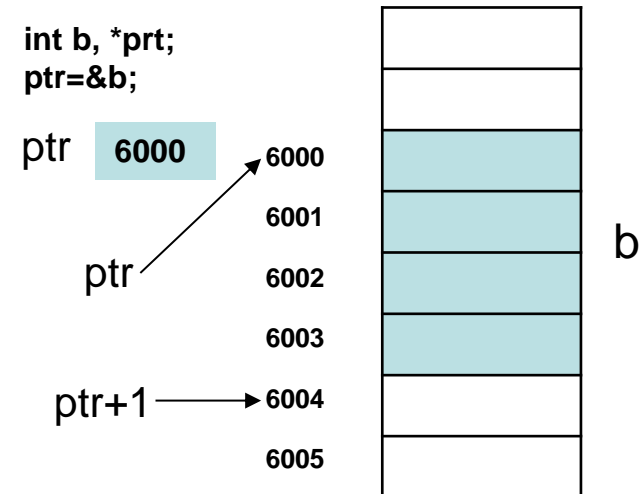 int b, *prt;
ptr=&b;
ptr 6000
6000
6001
b
ptr
6002
6003
ptr+1
6004
6005